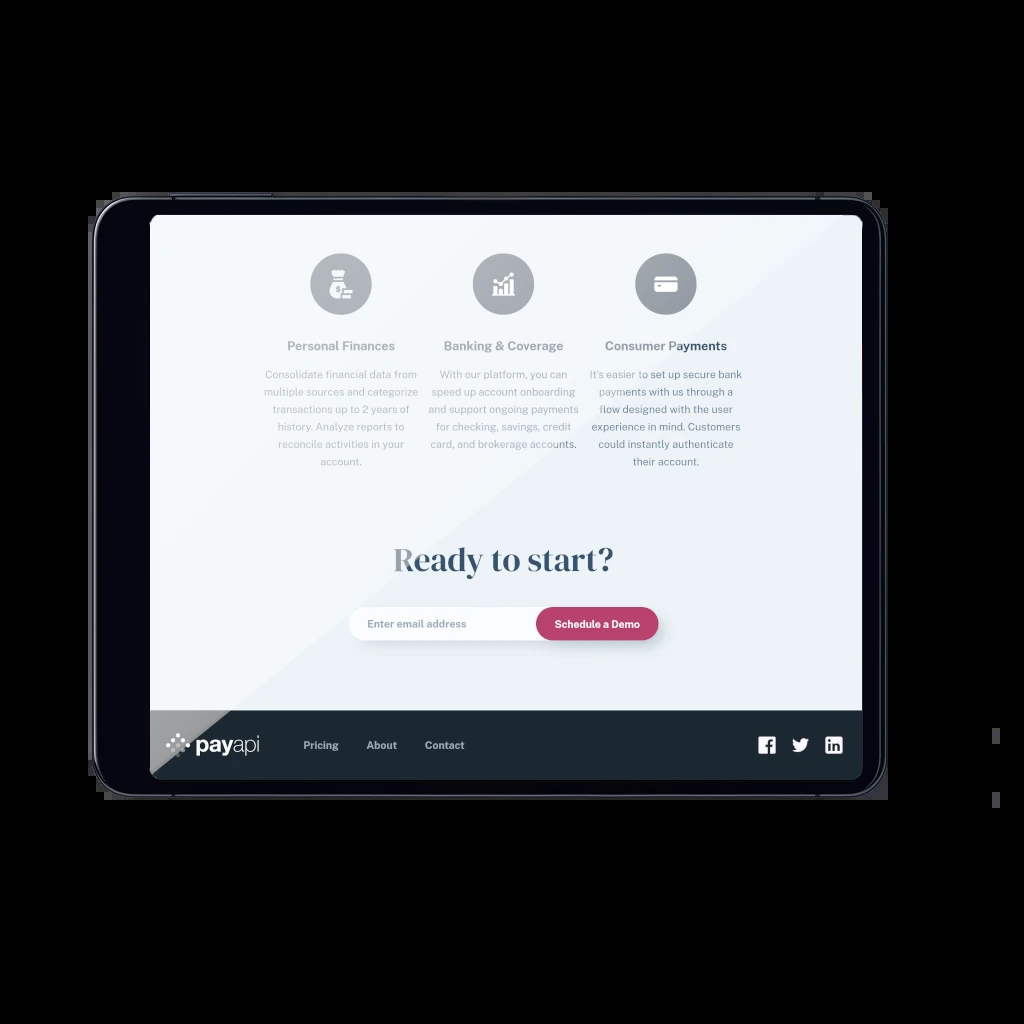 Personal Finances
Consolidate financial data from
multiple sources and categorize
transactions up to 2 years of
history. Analyze reports to
reconcile activities in your
account.
Banking & Coverage
With our platform, you can
speed up account onboarding
and support ongoing payments
for checking, savings, credit
card, and brokerage accounts.
Consumer Payments
It's easier to set up secure bank
payments with us through a
flow designed with the user
experience in mind. Customers
could instantly authenticate
their account.
Ready to start?
Enter email address
Schedule a Demo
payapi
Pricing
About
Contact